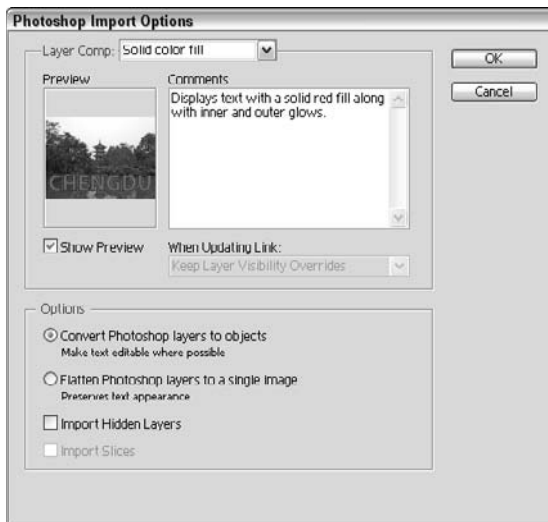 Photoshop Import Options
Layer Comp: Solid color fill
OK
Cancel
Preview
Comments
Displays text with a solid red fill along
with inner and outer glows.
CHENGDU
Show Preview
When Updating Link:
Keep Layer Visibility Overrides
Options
Convert Photoshop layers to objects
Make text editable where possible
Flatten Photoshop layers to a single image
Preserves text appearance
Import Hidden Layers
Import Slices